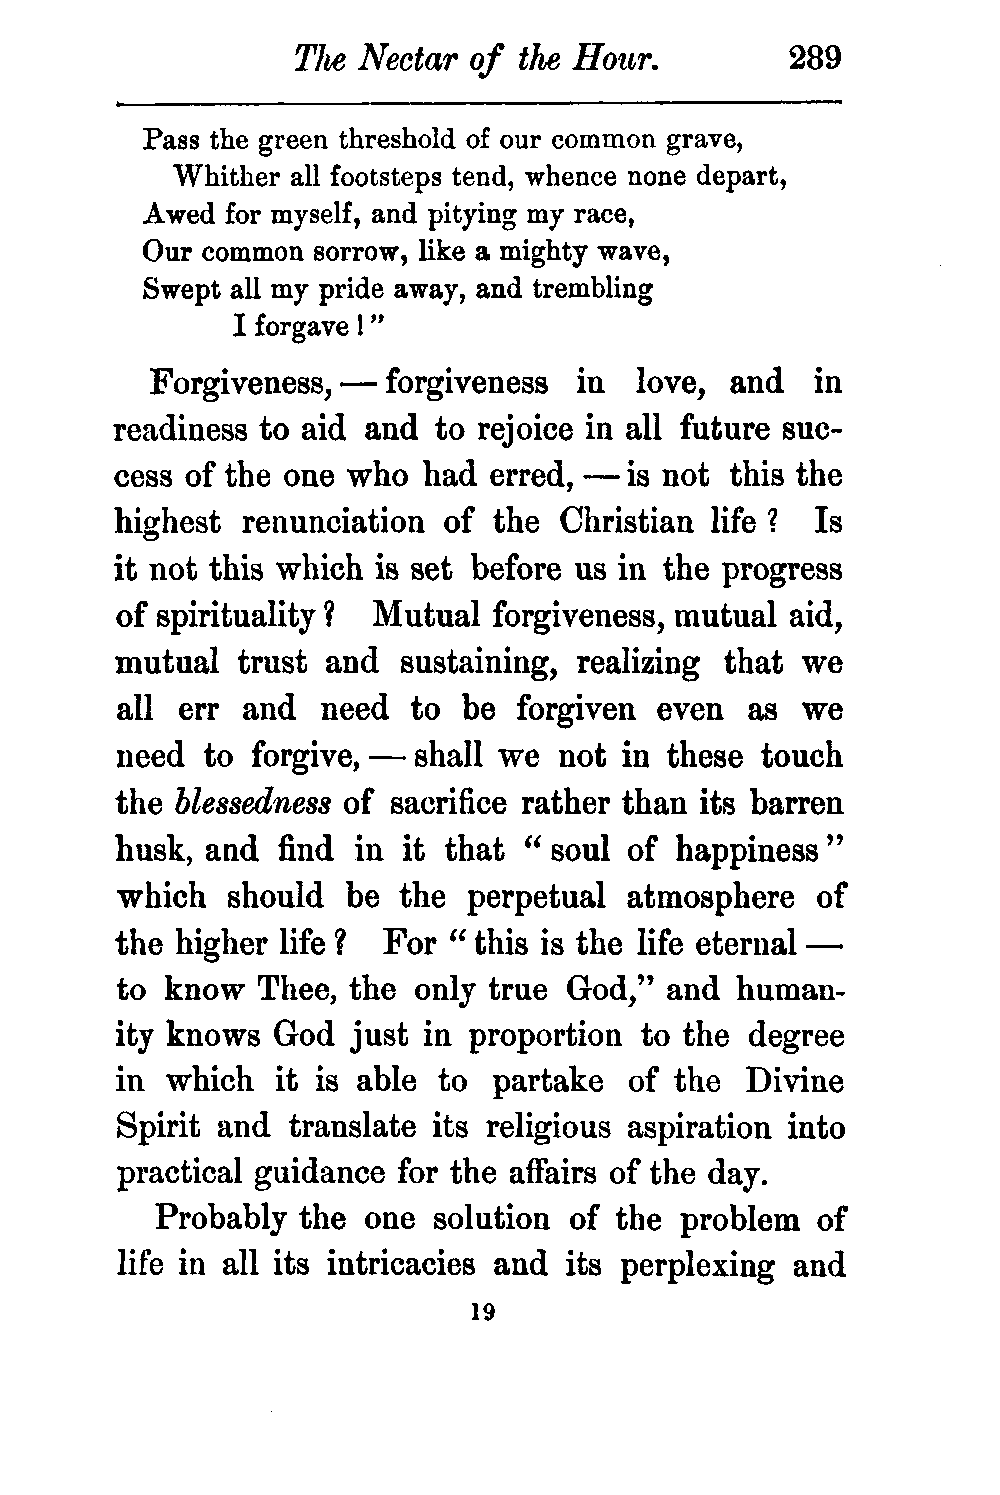 The Nectar of the Hour. 289
Pass the green threshold of our common grave,
Whither all footsteps tend, whence none depart,
Awed for myself, and pitying my race,
Our common sorrow, like a mighty wave,
Swept all my pride away, and trembling
I forgave!"
Forgiveness, — forgiveness in love, and in
readiness to aid and to rejoice in all future suc-
cess of the one who had erred, — is not this the
highest renunciation of the Christian life? Is
it not this which is set before us in the progress
of spirituality? Mutual forgiveness, mutual aid,
mutual trust and sustaining, realizing that we
all err and need to be forgiven even as we
need to forgive, — shall we not in these touch
the blessedness of sacrifice rather than its barren
husk, and find in it that "soul of happiness"
which should be the perpetual atmosphere of
the higher life? For "this is the life eternal —
to know Thee, the only true God," and human-
ity knows God just in proportion to the degree
in which it is able to partake of the Divine
Spirit and translate its religious aspiration into
practical guidance for the affairs of the day.
Probably the one solution of the problem of
life in all its intricacies and its perplexing and
19